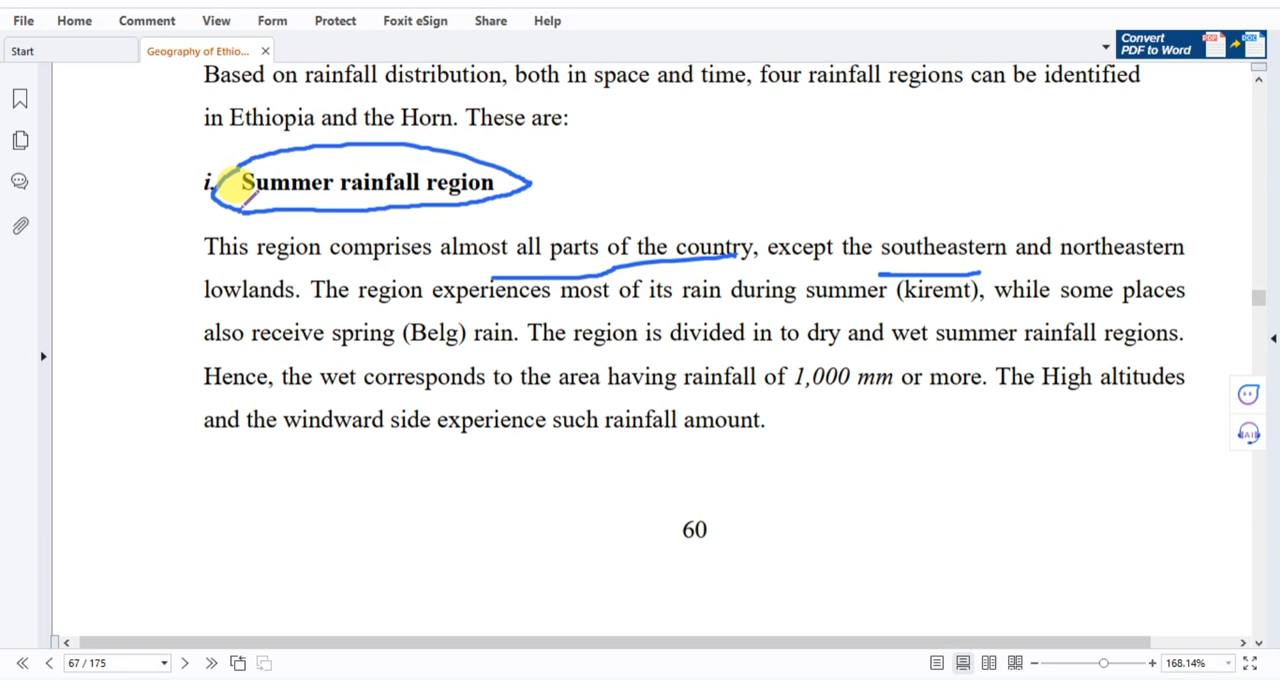 File Home Comment View Form Protect Foxit eSign Share Help
Start Geography of Ethio... Convert
PDF to Word
Based on rainfall distribution, both in space and time, four rainfall regions can be identified
in Ethiopia and the Horn. These are:
i. Summer rainfall region
This region comprises almost all parts of the country, except the southeastern and northeastern
lowlands. The region experiences most of its rain during summer (kiremt), while some places
also receive spring (Belg) rain. The region is divided in to dry and wet summer rainfall regions.
Hence, the wet corresponds to the area having rainfall of 1,000 mm or more. The High altitudes
and the windward side experience such rainfall amount.
60
67 / 175 168.14%